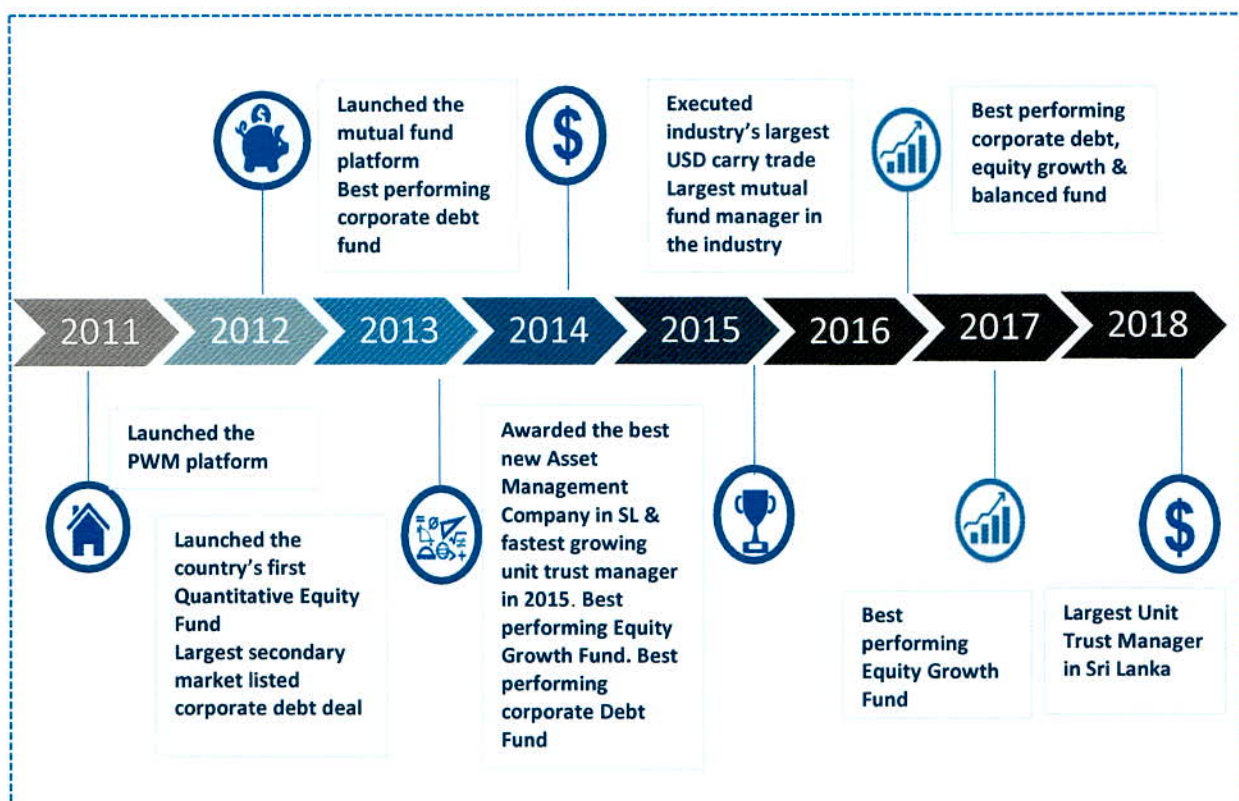 Launched the
mutual fund
platform
Best performing
corporate debt
fund
Executed
industry's largest
USD carry trade
Largest mutual
fund manager in
the industry
Best performing
corporate debt,
equity growth &
balanced fund
2011
2012
2013
2014
2015
2016
2017
2018
Launched the
PWM platform
Launched the
country's first
Quantitative Equity
Fund
Largest secondary
market listed
corporate debt deal
Awarded the best
new Asset
Management
Company in SL &
fastest growing
unit trust manager
in 2015. Best
performing Equity
Growth Fund. Best
performing
corporate Debt
Fund
Best
performing
Equity Growth
Fund
Largest Unit
Trust Manager
in Sri Lanka